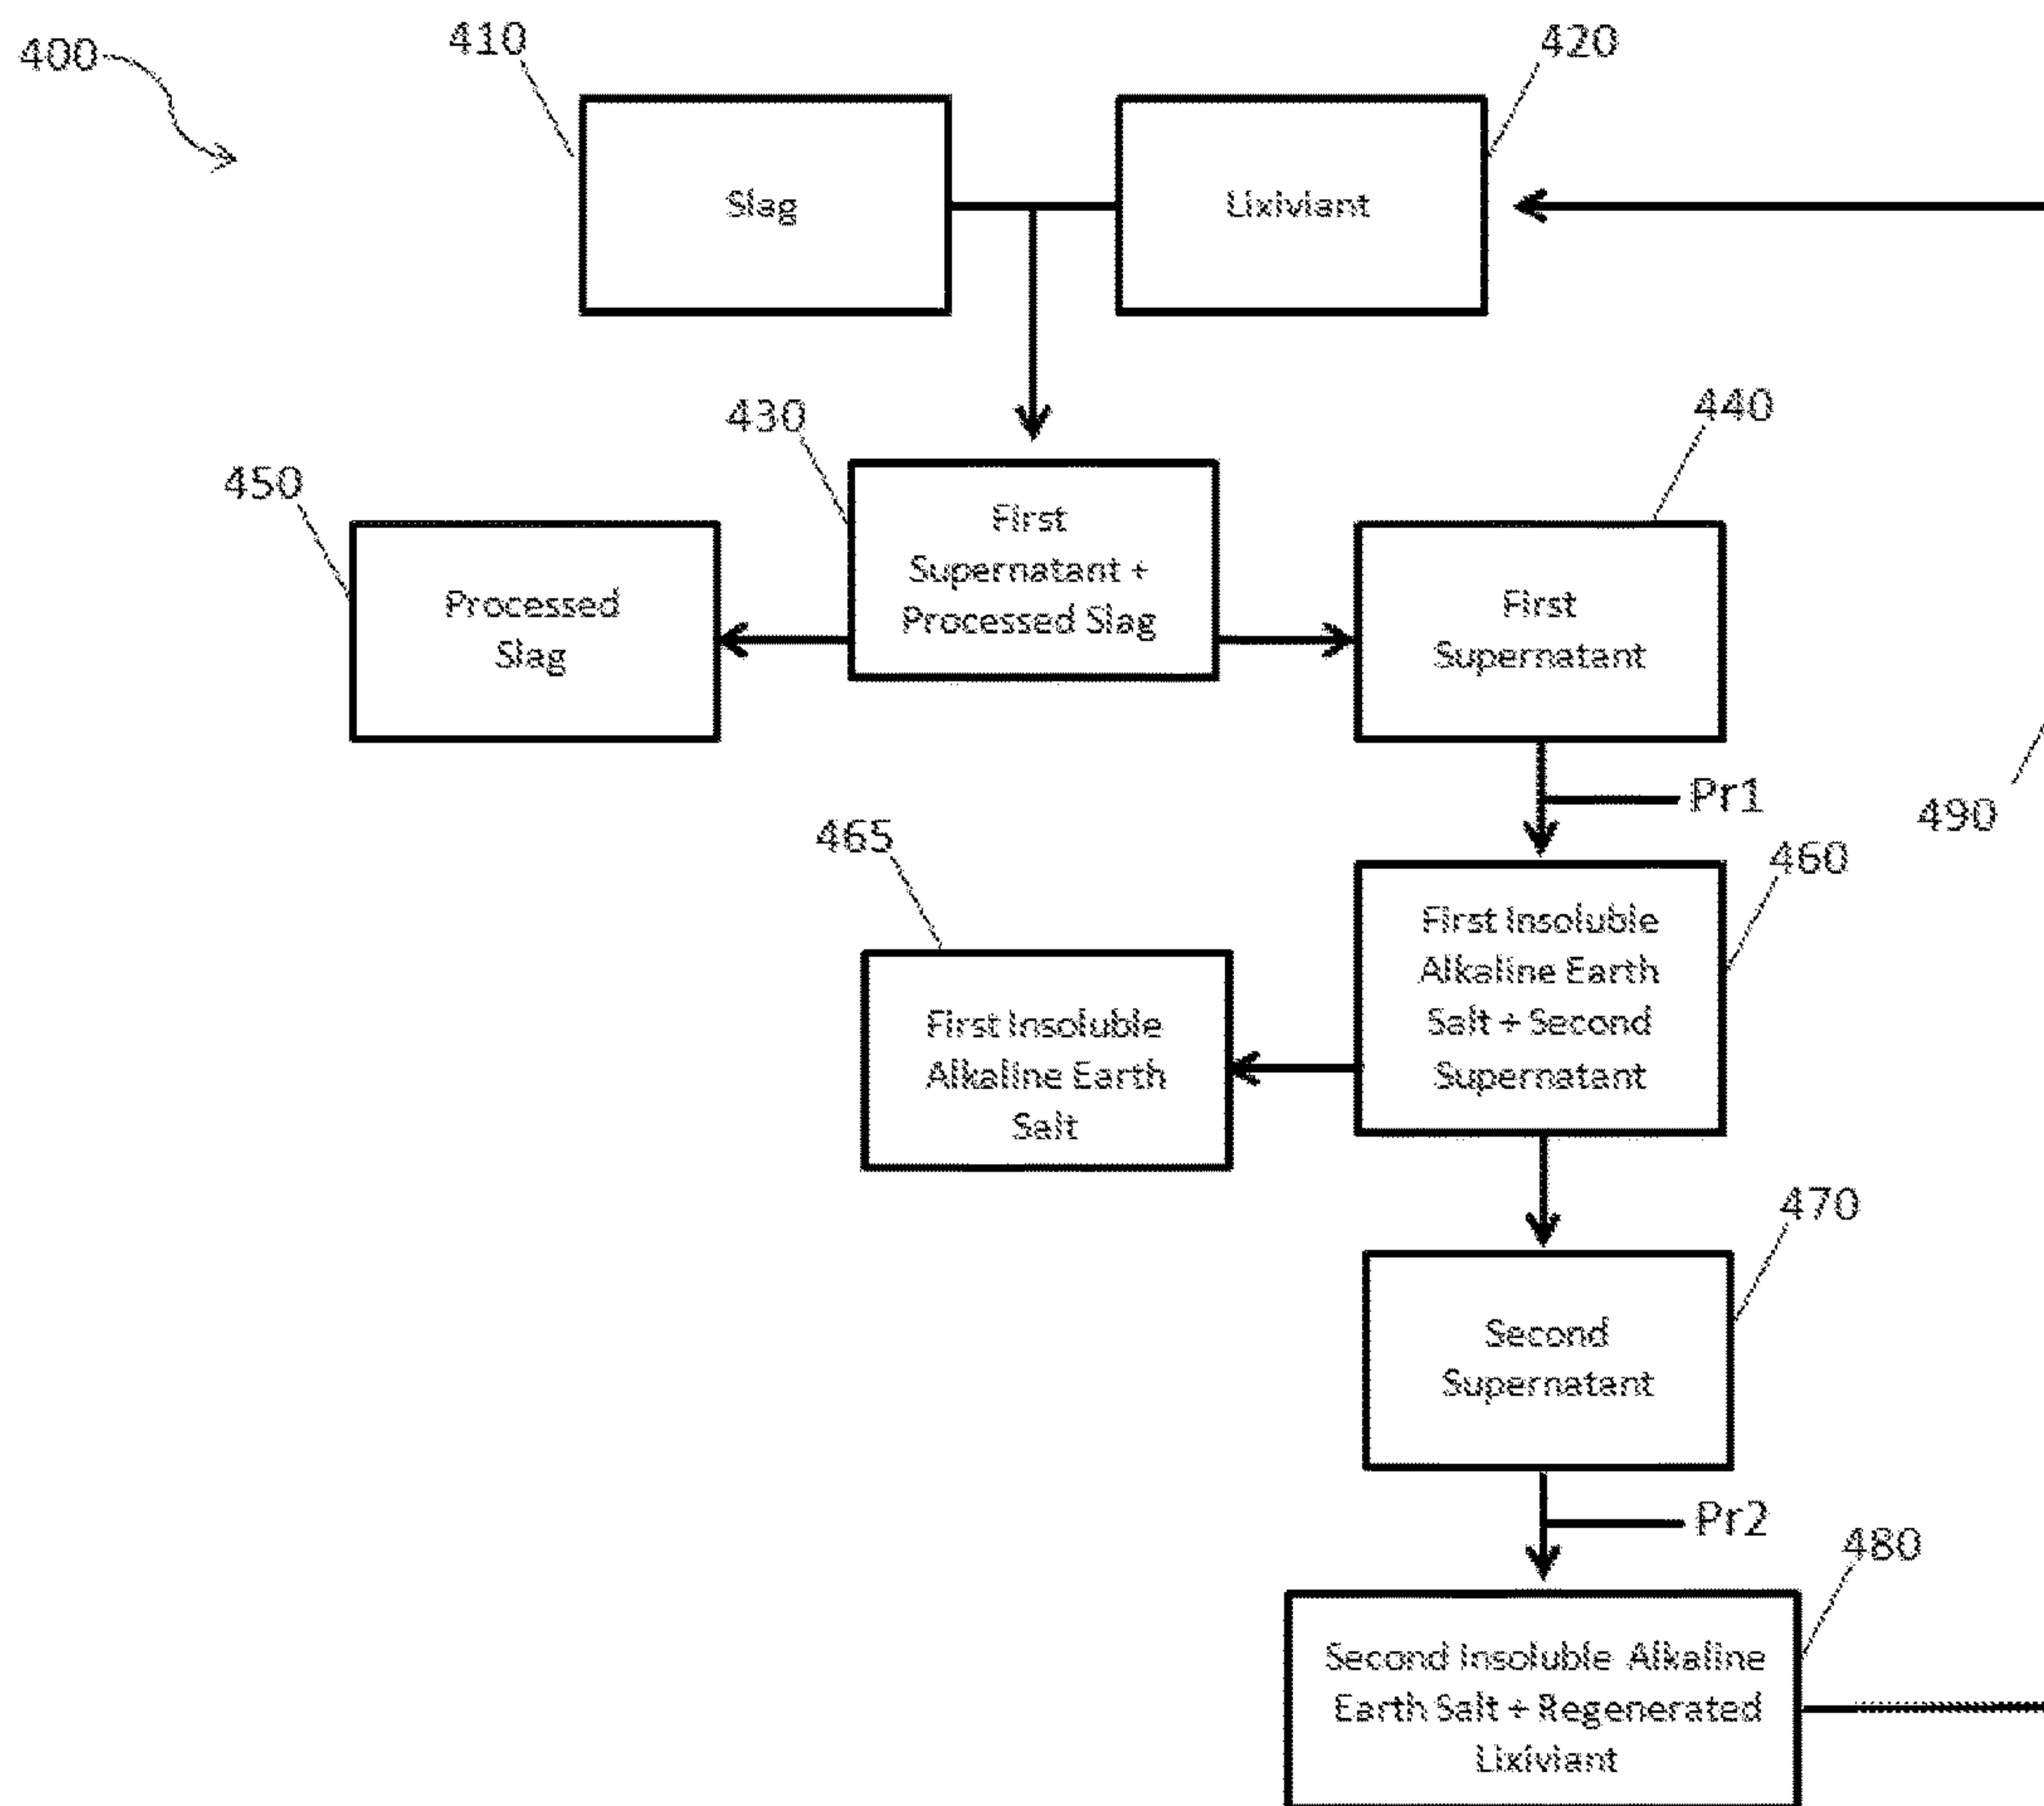 400
410
420
Slag
Lixiviant
430
440
450
First
Supernatant +
Processed Slag
Processed
Slag
First
Supernatant
Pr1
490
465
460
First Insoluble
Alkaline Earth
Salt + Second
Supernatant
First Insoluble
Alkaline Earth
Salt
470
Second
Supernatant
Pr2
480
Second Insoluble Alkaline
Earth Salt + Regenerated
Lixiviant